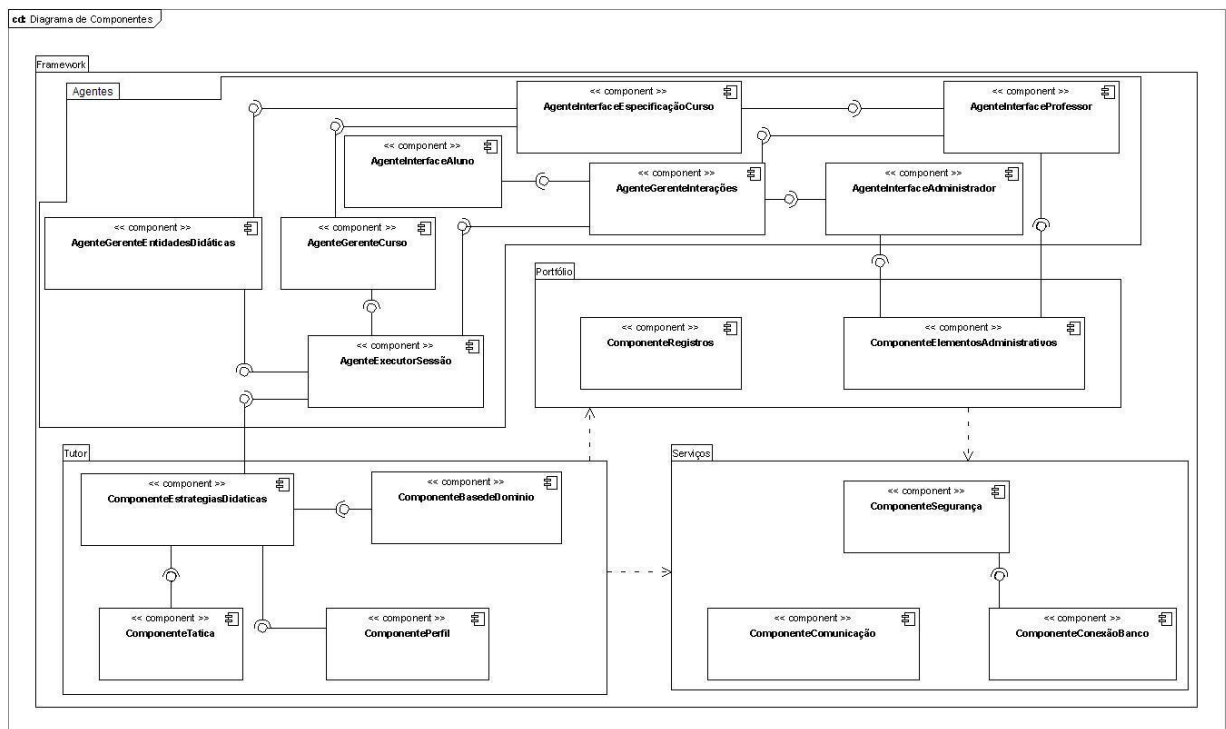 cd: Diagrama de Componentes
Framework
Agentes
<< component >>
AgenteInterfaceEspecificaçãoCurso
<< component >>
AgenteInterfaceProfessor
<< component >>
AgenteInterfaceAluno
<< component >>
AgenteGerenteInterações
<< component >>
AgenteInterfaceAdministrador
<< component >>
AgenteGerenteEntidadesDidáticas
<< component >>
AgenteGerenteCurso
<< component >>
AgenteExecutorSessão
Portfólio
<< component >>
ComponenteRegistros
<< component >>
ComponenteElementosAdministrativos
Tutor
<< component >>
ComponenteEstrategiasDidaticas
<< component >>
ComponenteBasedeDominio
<< component >>
ComponenteTatica
<< component >>
ComponentePerfil
Serviços
<< component >>
ComponenteSegurança
<< component >>
ComponenteComunicação
<< component >>
ComponenteConexãoBanco